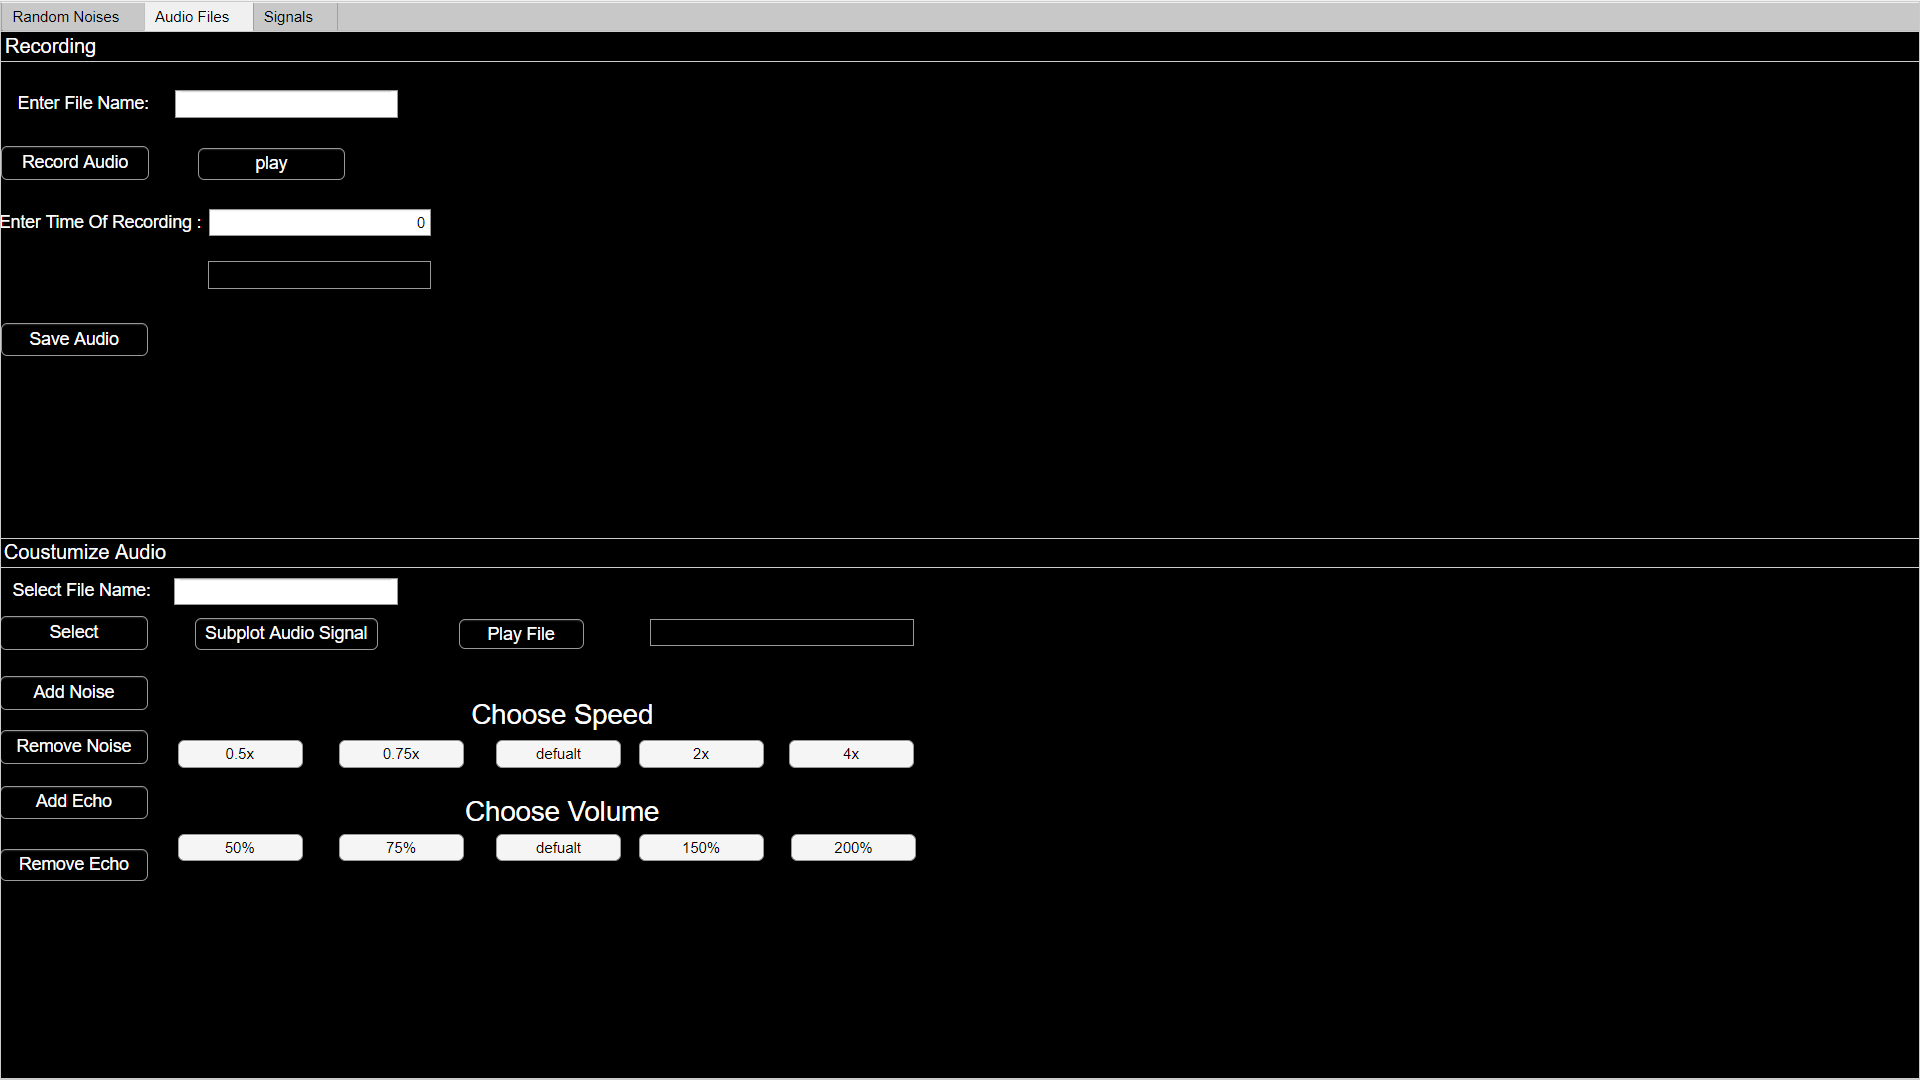 Random Noises Audio Files Signals
Recording
Enter File Name:
Record Audio play
Enter Time Of Recording : 0
Save Audio
Coustumize Audio
Select File Name:
Select Subplot Audio Signal Play File
Add Noise
Choose Speed
Remove Noise 0.5x 0.75x defualt 2x 4x
Add Echo
Choose Volume
50% 75% defualt 150% 200%
Remove Echo